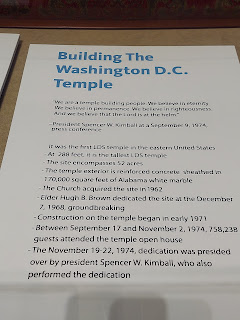 Building The
Washington D.C.
Temple
We are a temple building people. We believe in eternity.
We believe in permanence. We believe in righteousness.
And we believe that the Lord is at the helm."
- President Spencer W. Kimball at a September 9, 1974,
press conference
It was the first LDS temple in the eastern United States
- At 288 feet, it is the tallest LDS temple
- The site encompasses 52 acres
- The temple exterior is reinforced concrete sheathed in
170,000 square feet of Alabama white marble
- The Church acquired the site in 1962
- Elder Hugh B. Brown dedicated the site at the December
7, 1968, groundbreaking
- Construction on the temple began in early 1971
- Between September 17 and November 2, 1974, 758,238
guests attended the temple open house
- The November 19-22, 1974, dedication was presided
over by president Spencer W. Kimball, who also
performed the dedication